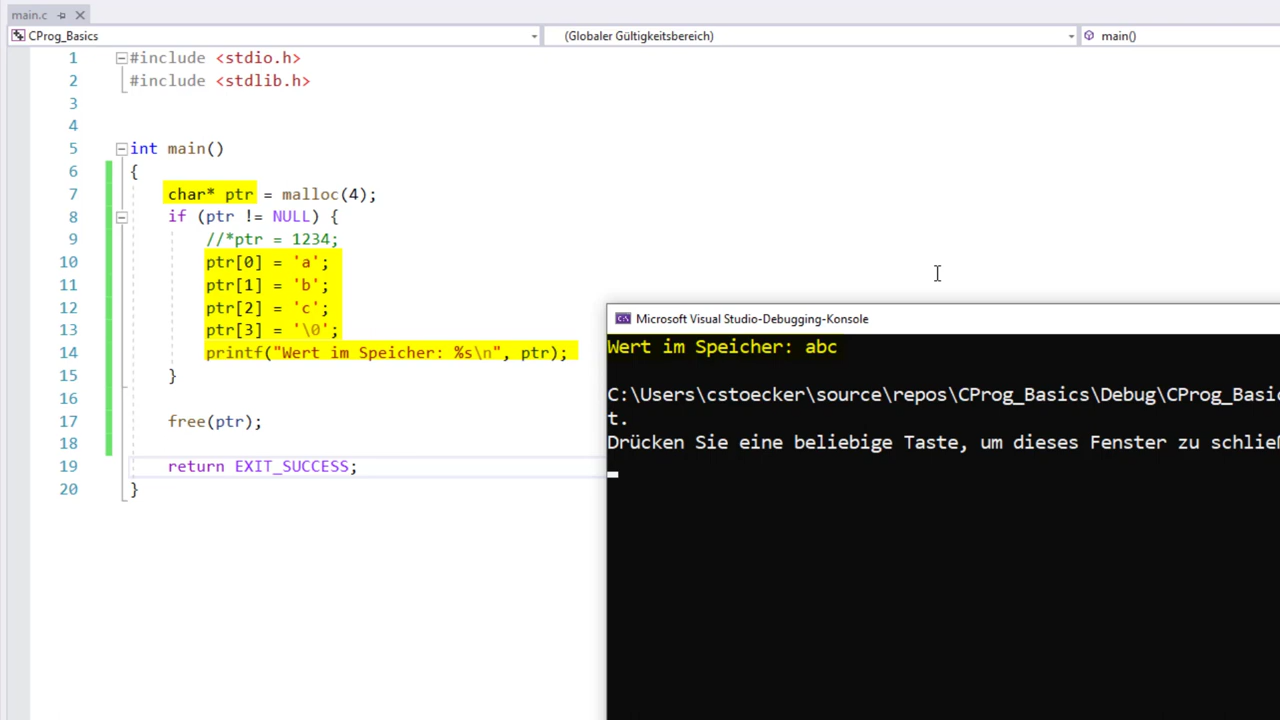 main.c
CProg_Basics
(Globaler Gültigkeitsbereich)
main()
1 #include <stdio.h>
2 #include <stdlib.h>
3
4
5 int main()
6 {
7 char* ptr = malloc(4);
8 if (ptr != NULL) {
9 //*ptr = 1234;
10 ptr[0] = 'a';
11 ptr[1] = 'b';
12 ptr[2] = 'c';
13 ptr[3] = '\0';
14 printf("Wert im Speicher: %s\n", ptr);
15 }
16
17 free(ptr);
18
19 return EXIT_SUCCESS;
20 }
Microsoft Visual Studio-Debugging-Konsole
Wert im Speicher: abc
C:\Users\cstoecker\source\repos\CProg_Basics\Debug\CProg_Basic
t.
Drücken Sie eine beliebige Taste, um dieses Fenster zu schließ